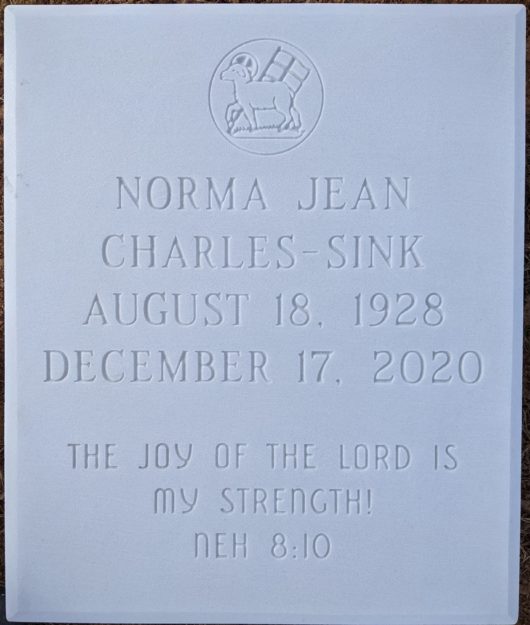 NORMA JEAN
CHARLES-SINK
AUGUST 18, 1928
DECEMBER 17, 2020
THE JOY OF THE LORD IS
MY STRENGTH!
NEH 8:10